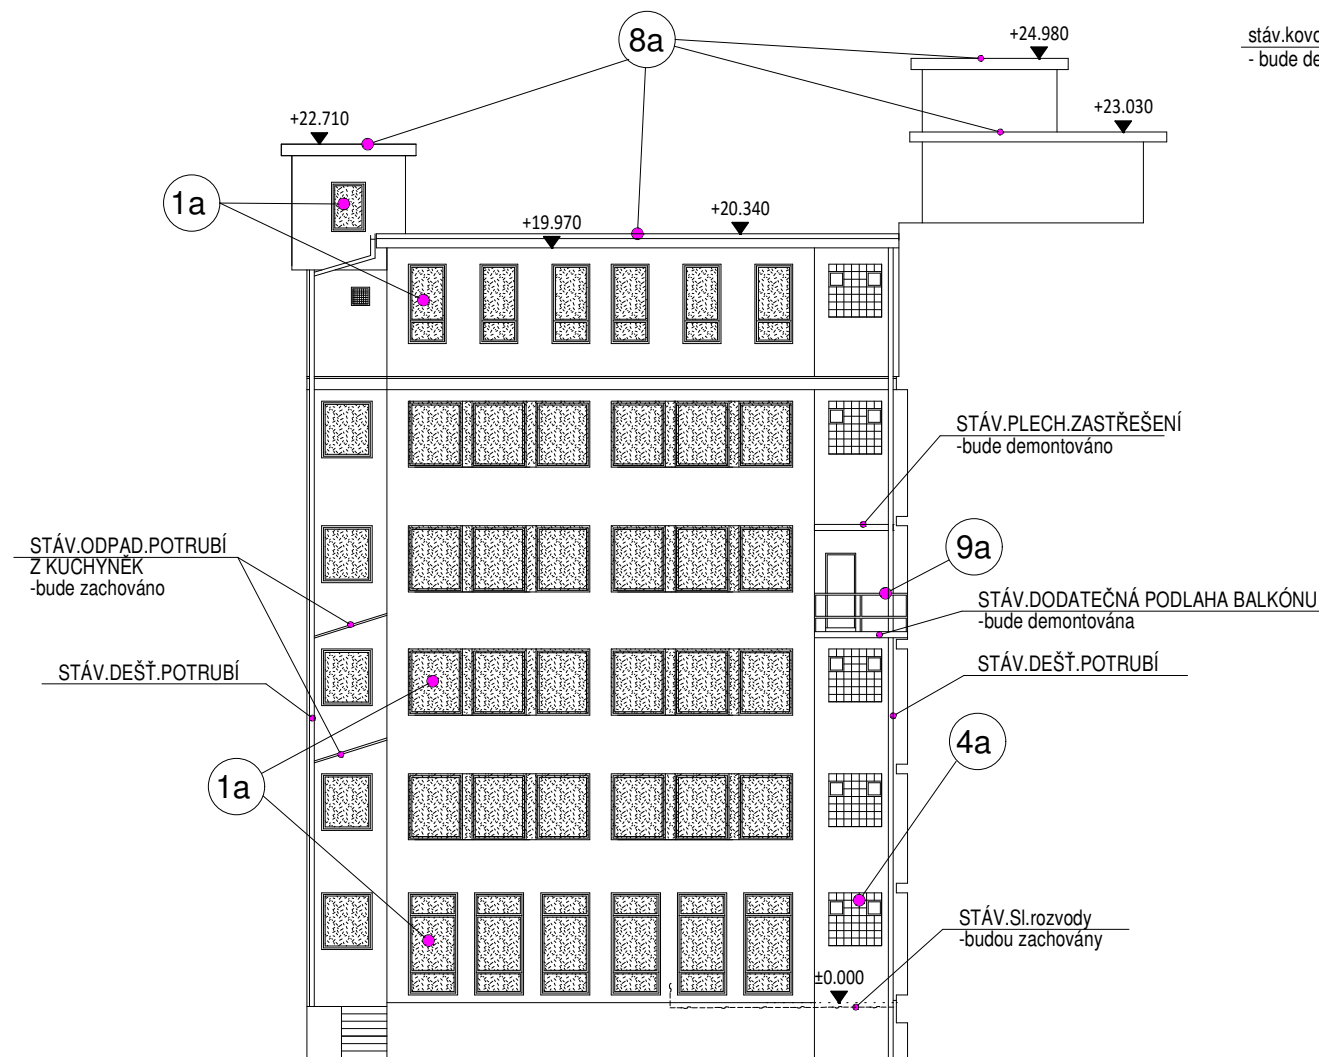 8a
+24.980
stáv.kovo
- bude de
+22.710
+23.030
1a
+19.970
+20.340
STÁV.PLECH.ZASTŘEŠENÍ
-bude demontováno
STÁV.ODPAD.POTRUBÍ
Z KUCHYNĚK
-bude zachováno
9a
STÁV.DODATEČNÁ PODLAHA BALKÓNU
-bude demontována
STÁV.DEŠŤ.POTRUBÍ
STÁV.DEŠŤ.POTRUBÍ
4a
1a
STÁV.Sl.rozvody
-budou zachovány
±0.000